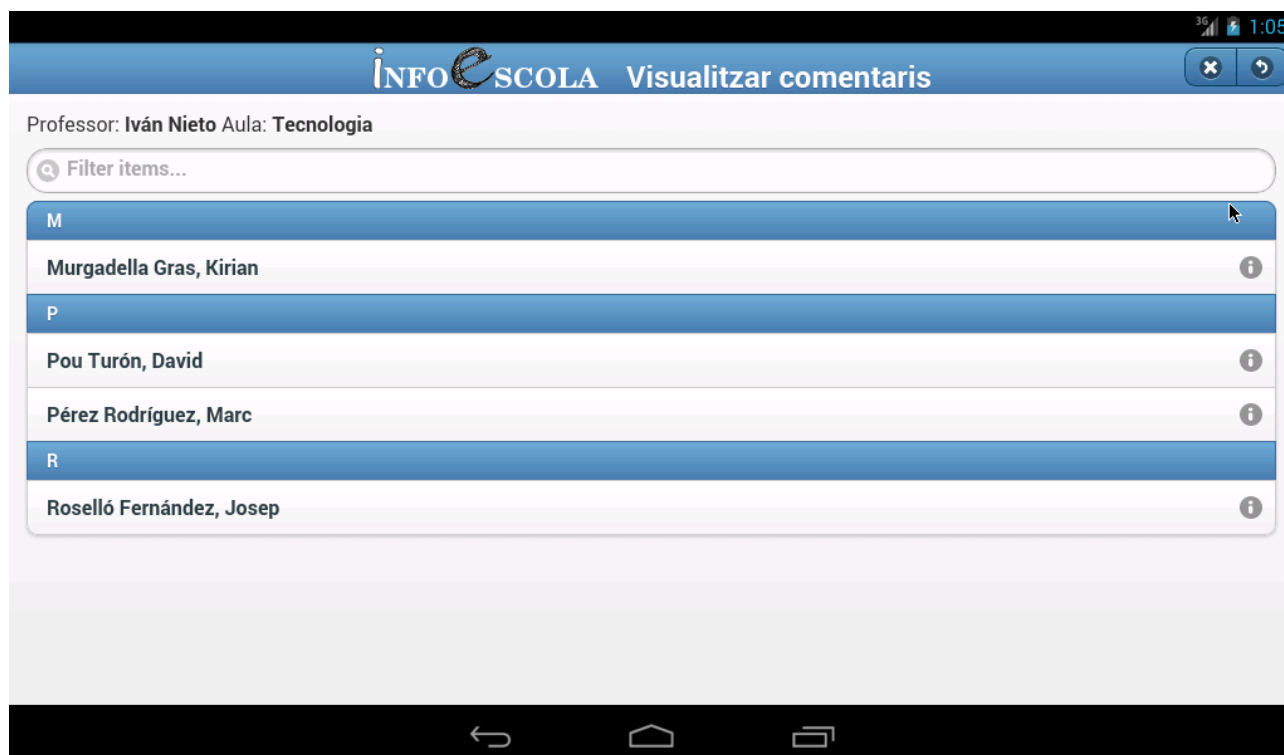 3G 1:05
INFOESCOLA Visualitzar comentaris
Professor: Iván Nieto Aula: Tecnologia
Filter items...
M
Murgadella Gras, Kirian
P
Pou Turón, David
Pérez Rodríguez, Marc
R
Roselló Fernández, Josep